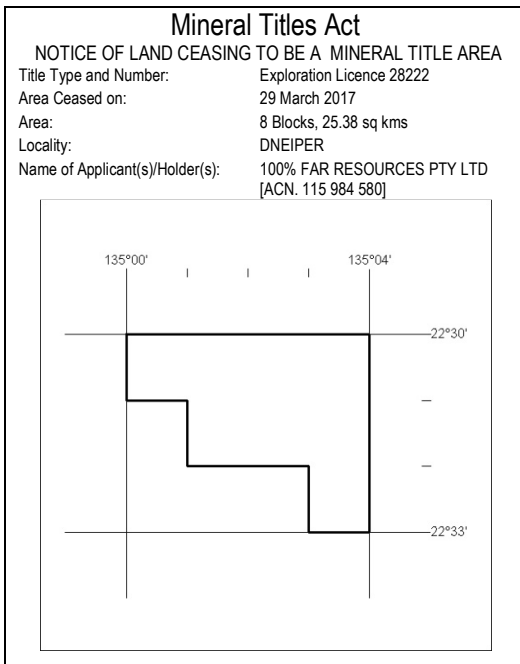 Mineral Titles Act
NOTICE OF LAND CEASING TO BE A MINERAL TITLE AREA
Title Type and Number: Exploration Licence 28222
Area Ceased on: 29 March 2017
Area: 8 Blocks, 25.38 sq kms
Locality: DNEIPER
Name of Applicant(s)/Holder(s): 100% FAR RESOURCES PTY LTD
[ACN. 115 984 580]
135°00' 135°04'
22°30'
22°33'